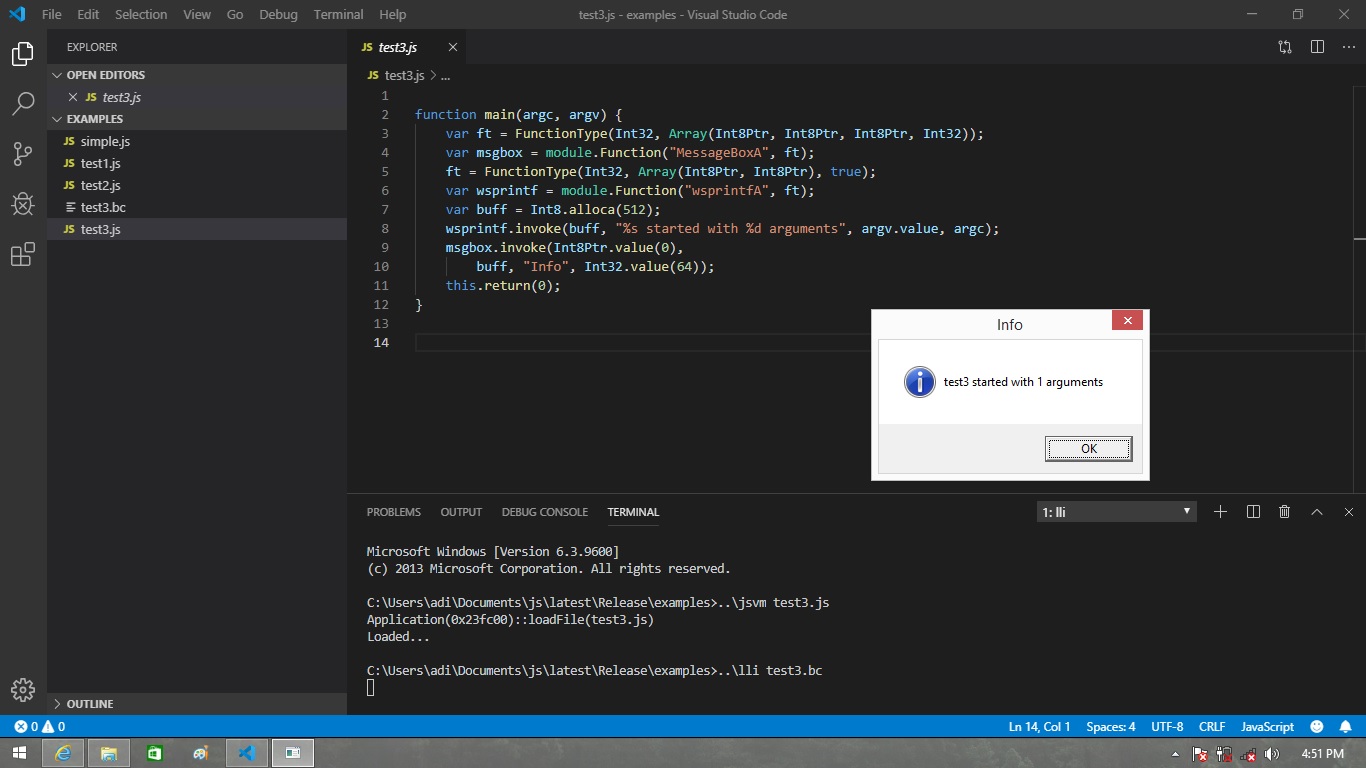 File Edit Selection View Go Debug Terminal Help
test3.js - examples - Visual Studio Code
EXPLORER
OPEN EDITORS
JS test3.js
EXAMPLES
JS simple.js
JS test1.js
JS test2.js
test3.bc
JS test3.js
OUTLINE
JS test3.js
JS test3.js > ...
1
2 function main(argc, argv) {
3     var ft = FunctionType(Int32, Array(Int8Ptr, Int8Ptr, Int8Ptr, Int32));
4     var msgbox = module.Function("MessageBoxA", ft);
5     ft = FunctionType(Int32, Array(Int8Ptr, Int8Ptr), true);
6     var wsprintf = module.Function("wsprintfA", ft);
7     var buff = Int8.alloca(512);
8     wsprintf.invoke(buff, "%s started with %d arguments", argv.value, argc);
9     msgbox.invoke(Int8Ptr.value(0),
10         buff, "Info", Int32.value(64));
11     this.return(0);
12 }
13
14
Info
test3 started with 1 arguments
OK
PROBLEMS OUTPUT DEBUG CONSOLE TERMINAL
1: lli
Microsoft Windows [Version 6.3.9600]
(c) 2013 Microsoft Corporation. All rights reserved.
C:\Users\adi\Documents\js\latest\Release\examples>..\jsvm test3.js
Application(0x23fc00)::loadFile(test3.js)
Loaded...
C:\Users\adi\Documents\js\latest\Release\examples>..\lli test3.bc
0 0
Ln 14, Col 1 Spaces: 4 UTF-8 CRLF JavaScript
4:51 PM